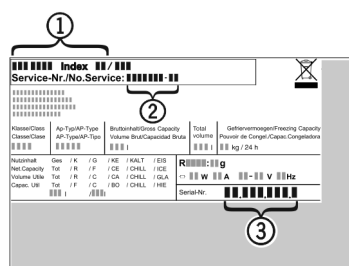 1
Index /
Service-Nr./No.Service: -
2
Klasse/Class Ap-Typ/AP-Type Bruttoinhalt/Gross Capacity Total Gefriervermoegen/Freezing Capacity
Classe/Clase AP-Type/AP-Tipo Volume Brut/Capacidad Bruta volume Pouvoir de Congel./Capac.Congeladora
l l kg / 24 h
Nutzinhalt Ges / K / G / KE / KALT / EIS
Net Capacity Tot / R / F / CE / CHILL / ICE
Volume Utile Tot / R / C / CA / CHILL / GLA
Capac. Util Tot / F / C / BO / CHILL / HIE
l / l
R : g
W A - V Hz
Serial-Nr. . . .
3